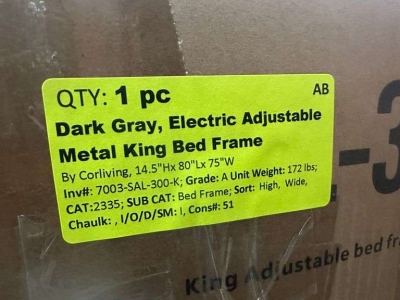 QTY: 1 pc AB
Dark Gray, Electric Adjustable
Metal King Bed Frame
By Corliving, 14.5"Hx 80"Lx 75"W
Inv#: 7003-SAL-300-K; Grade: A Unit Weight: 172 lbs;
CAT:2335; SUB CAT: Bed Frame; Sort: High, Wide,
Chaulk: , I/O/D/SM: I, Cons#: 51
L-3
King Adjustable bed fra